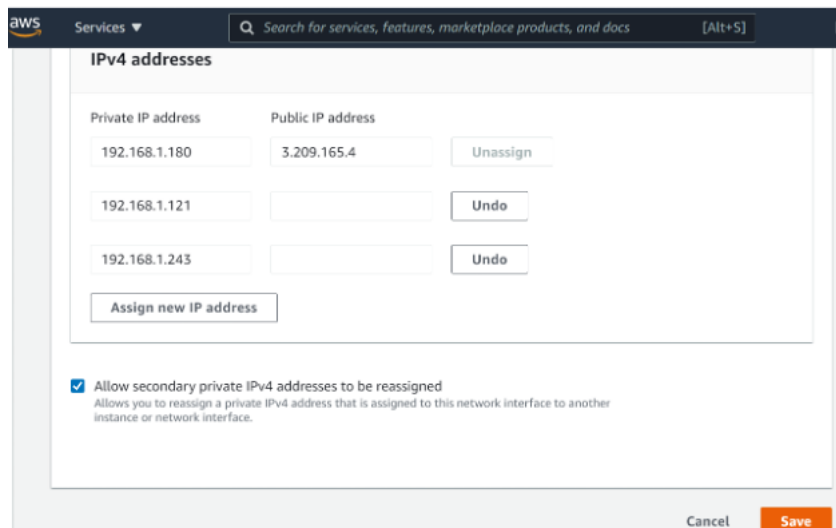 aws Services ▼ Search for services, features, marketplace products, and docs [Alt+S]
IPv4 addresses
Private IP address Public IP address
192.168.1.180 3.209.165.4 Unassign
192.168.1.121 Undo
192.168.1.243 Undo
Assign new IP address
Allow secondary private IPv4 addresses to be reassigned
Allows you to reassign a private IPv4 address that is assigned to this network interface to another
instance or network interface.
Cancel Save